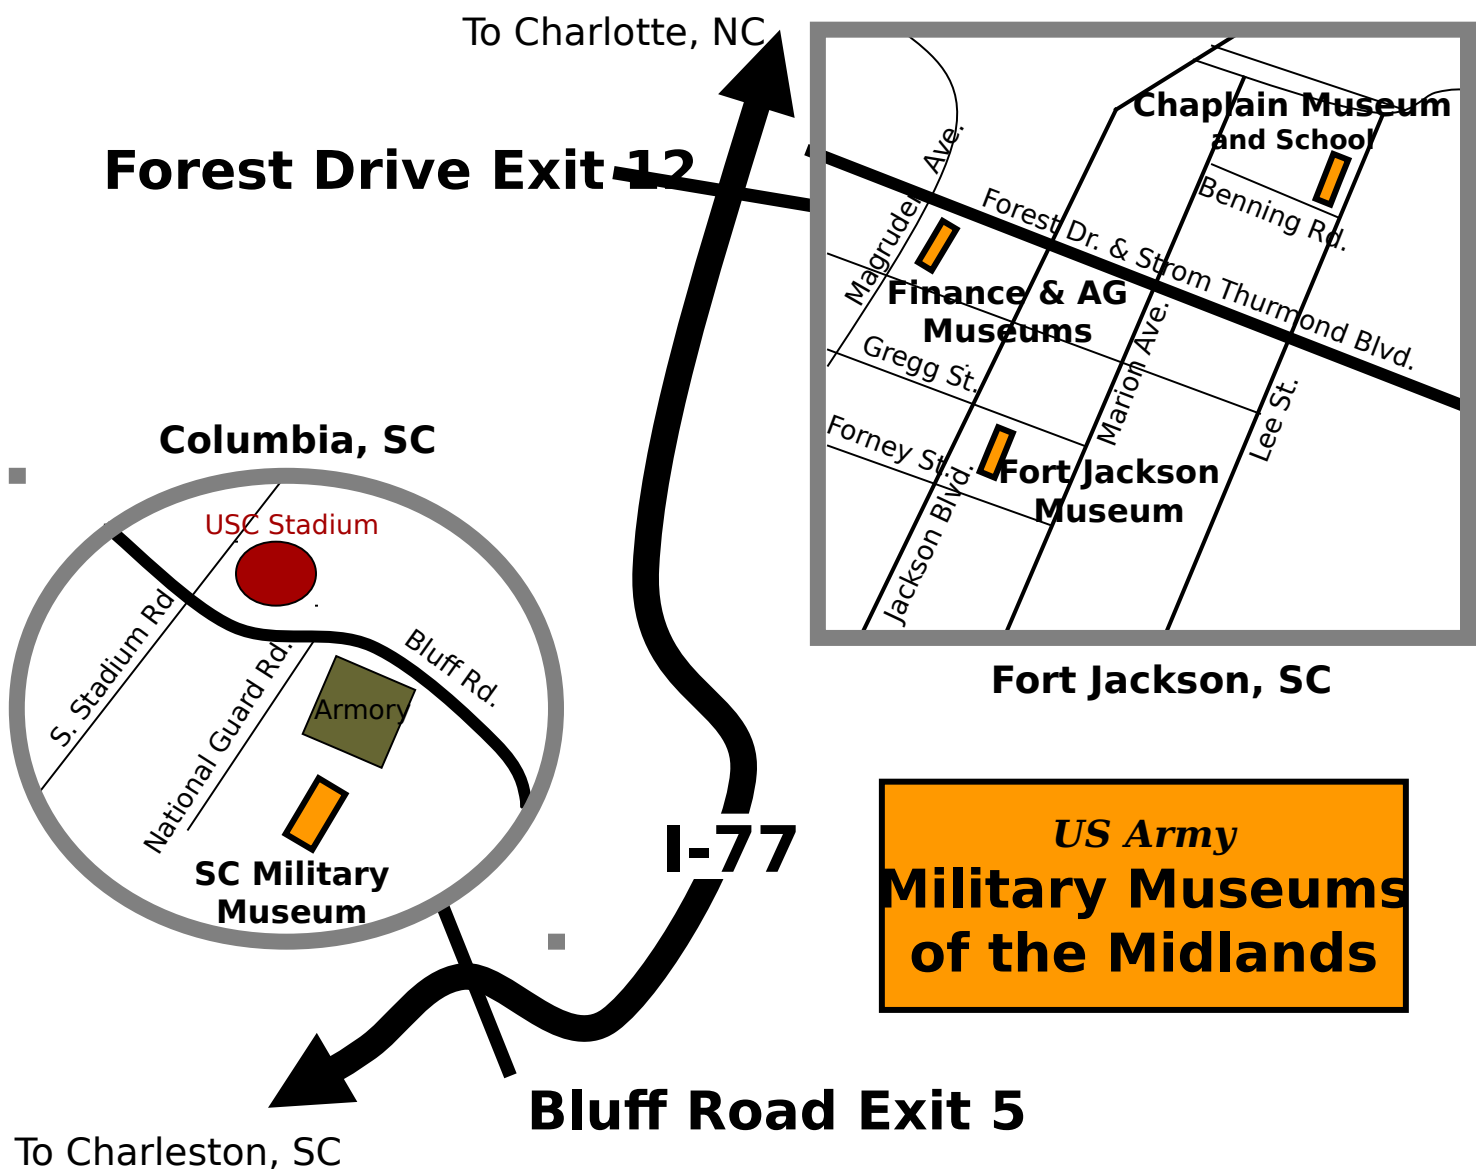 To Charlotte, NC
Forest Drive Exit 12
Chaplain Museum
and School
Magruder Ave.
Benning Rd.
Forest Dr. & Strom Thurmond Blvd.
Finance & AG
Museums
Gregg St.
Marion Ave.
Lee St.
Forney St.
Fort Jackson
Museum
Jackson Blvd.
Fort Jackson, SC
Columbia, SC
USC Stadium
S. Stadium Rd.
Bluff Rd.
National Guard Rd.
Armory
SC Military
Museum
I-77
US Army
Military Museums
of the Midlands
Bluff Road Exit 5
To Charleston, SC